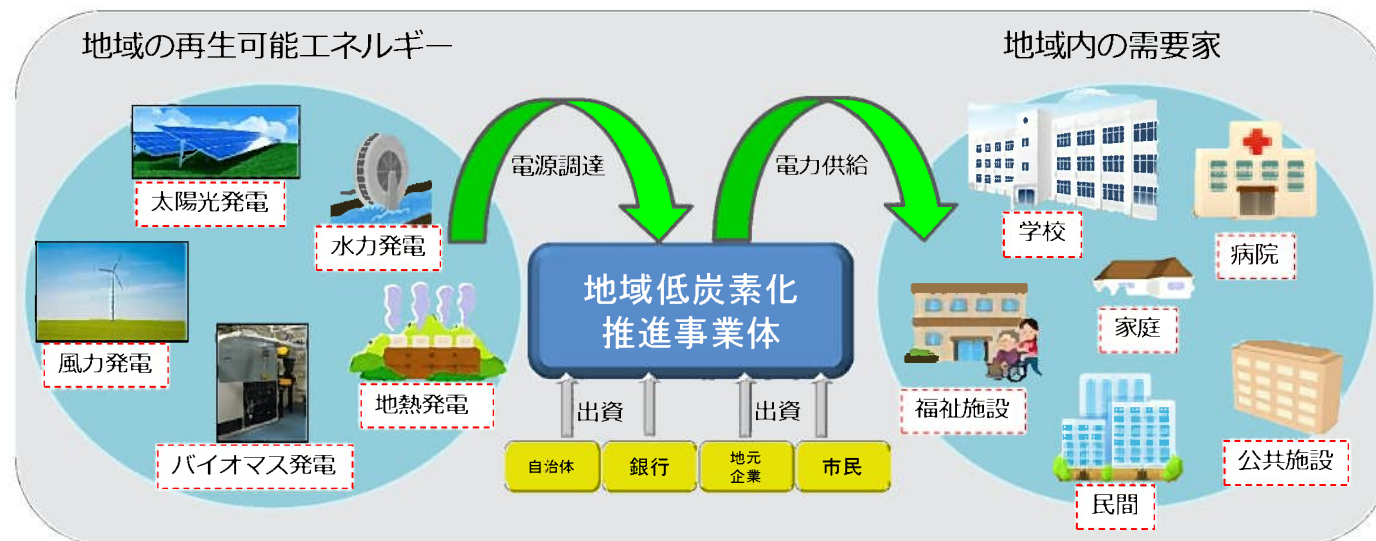 地域の再生可能エネルギー
地域内の需要家
太陽光発電
水力発電
風力発電
地熱発電
バイオマス発電
電源調達
電力供給
地域低炭素化
推進事業体
出資
出資
自治体
銀行
地元
企業
市民
学校
病院
家庭
福祉施設
公共施設
民間